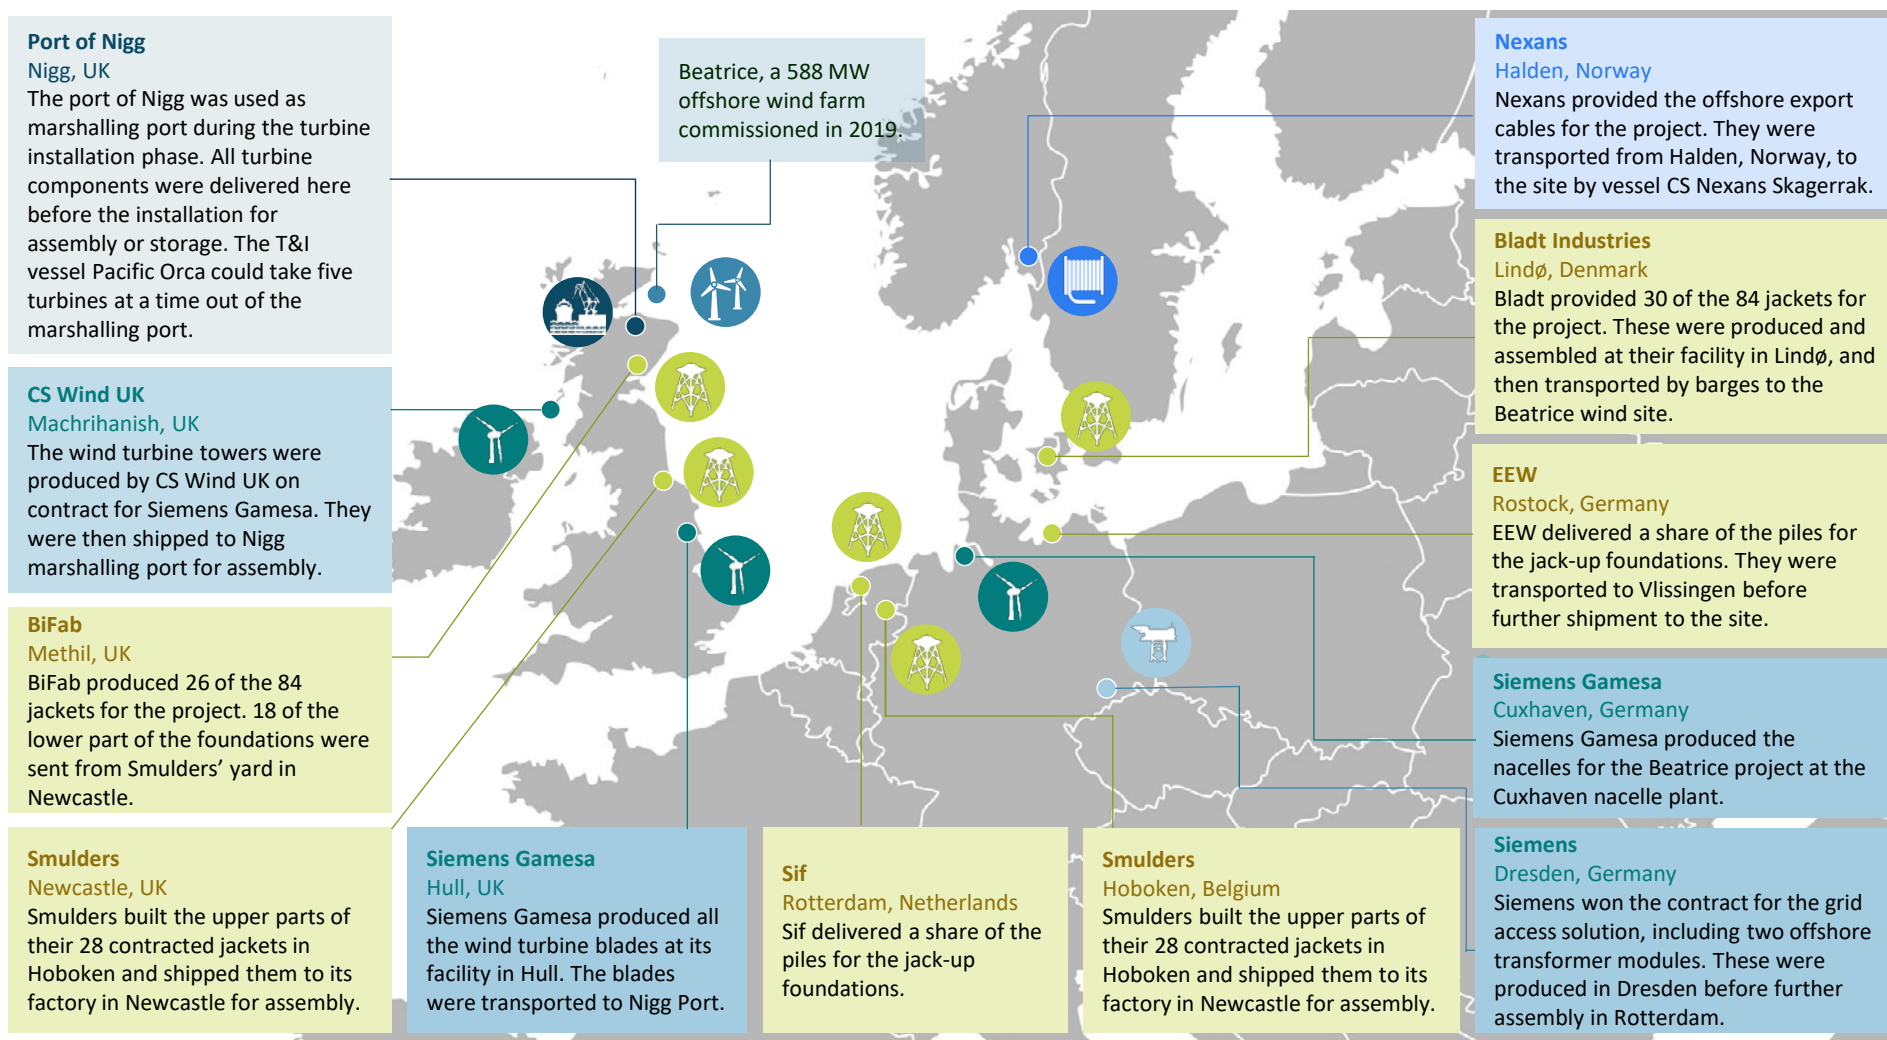 Port of Nigg
Nigg, UK
The port of Nigg was used as
marshalling port during the turbine
installation phase. All turbine
components were delivered here
before the installation for
assembly or storage. The T&I
vessel Pacific Orca could take five
turbines at a time out of the
marshalling port.
Beatrice, a 588 MW
offshore wind farm
commissioned in 2019.
Nexans
Halden, Norway
Nexans provided the offshore export
cables for the project. They were
transported from Halden, Norway, to
the site by vessel CS Nexans Skagerrak.
Bladt Industries
Lindø, Denmark
Bladt provided 30 of the 84 jackets for
the project. These were produced and
assembled at their facility in Lindø, and
then transported by barges to the
Beatrice wind site.
CS Wind UK
Machrihanish, UK
The wind turbine towers were
produced by CS Wind UK on
contract for Siemens Gamesa. They
were then shipped to Nigg
marshalling port for assembly.
EEW
Rostock, Germany
EEW delivered a share of the piles for
the jack-up foundations. They were
transported to Vlissingen before
further shipment to the site.
BiFab
Methil, UK
BiFab produced 26 of the 84
jackets for the project. 18 of the
lower part of the foundations were
sent from Smulders’ yard in
Newcastle.
Siemens Gamesa
Cuxhaven, Germany
Siemens Gamesa produced the
nacelles for the Beatrice project at the
Cuxhaven nacelle plant.
Smulders
Newcastle, UK
Smulders built the upper parts of
their 28 contracted jackets in
Hoboken and shipped them to its
factory in Newcastle for assembly.
Siemens Gamesa
Hull, UK
Siemens Gamesa produced all
the wind turbine blades at its
facility in Hull. The blades
were transported to Nigg Port.
Sif
Rotterdam, Netherlands
Sif delivered a share of the
piles for the jack-up
foundations.
Smulders
Hoboken, Belgium
Smulders built the upper parts of
their 28 contracted jackets in
Hoboken and shipped them to its
factory in Newcastle for assembly.
Siemens
Dresden, Germany
Siemens won the contract for the grid
access solution, including two offshore
transformer modules. These were
produced in Dresden before further
assembly in Rotterdam.